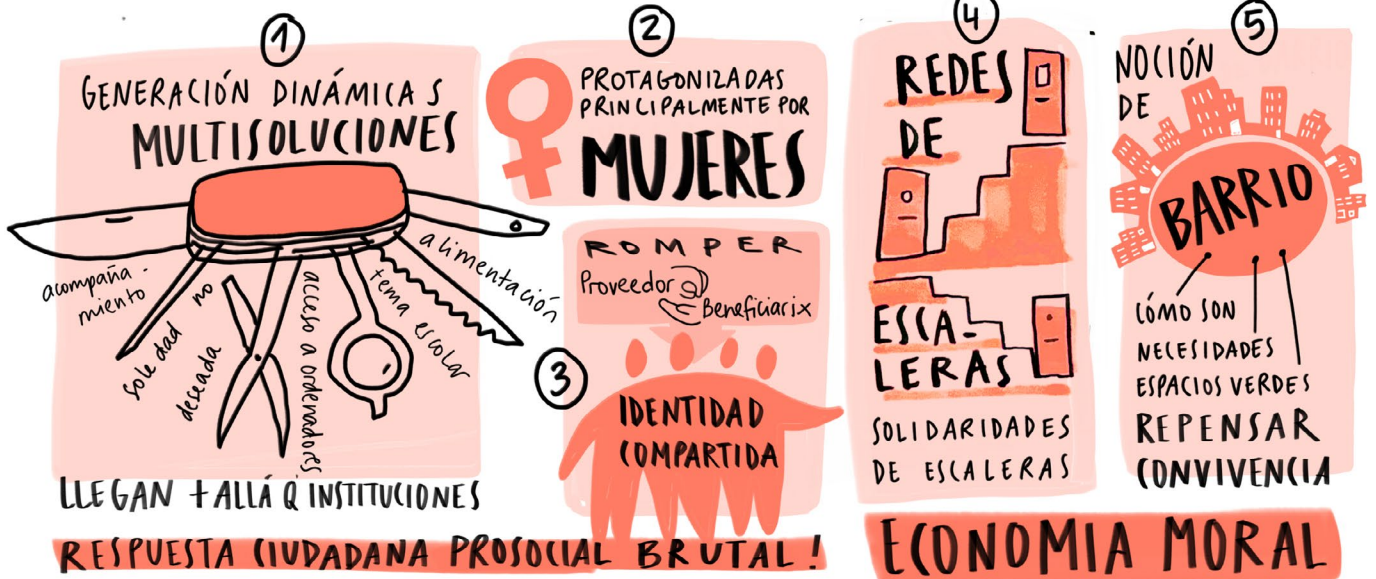 1
GENERACIÓN DINÁMICAS
MULTISOLUCIONES
acompaña-
miento
soledad no
deseada
acceso a ordenadores
tema escolar
alimentación
LLEGAN + ALLÁ Q' INSTITUCIONES
2
PROTAGONIZADAS
PRINCIPALMENTE POR
MUJERES
3
ROMPER
Proveedor
Beneficiarix
IDENTIDAD
COMPARTIDA
RESPUESTA CIUDADANA PROSOCIAL BRUTAL!
4
REDES
DE
ESCA-
LERAS
SOLIDARIDADES
DE ESCALERAS
5
NOCIÓN
DE
BARRIO
CÓMO SON
NECESIDADES
ESPACIOS VERDES
REPENSAR
CONVIVENCIA
ECONOMIA MORAL